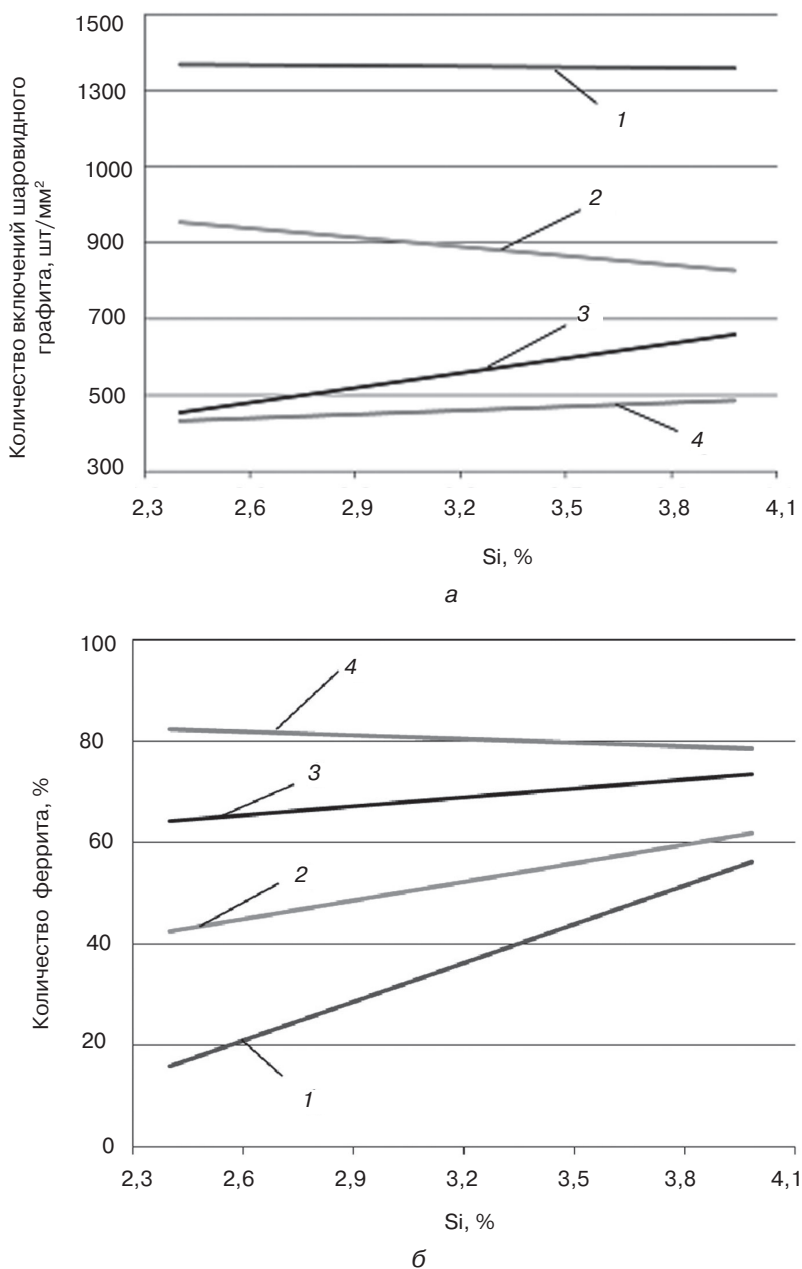 Количество включений шаровидного
графита, шт/мм²
1500
1300
1000
900
700
500
300
1
2
3
4
2,3 2,6 2,9 3,2 3,5 3,8 4,1
Si, %
а
Количество феррита, %
100
80
60
40
20
0
4
3
2
1
2,3 2,6 2,9 3,2 3,5 3,8 4,1
Si, %
б